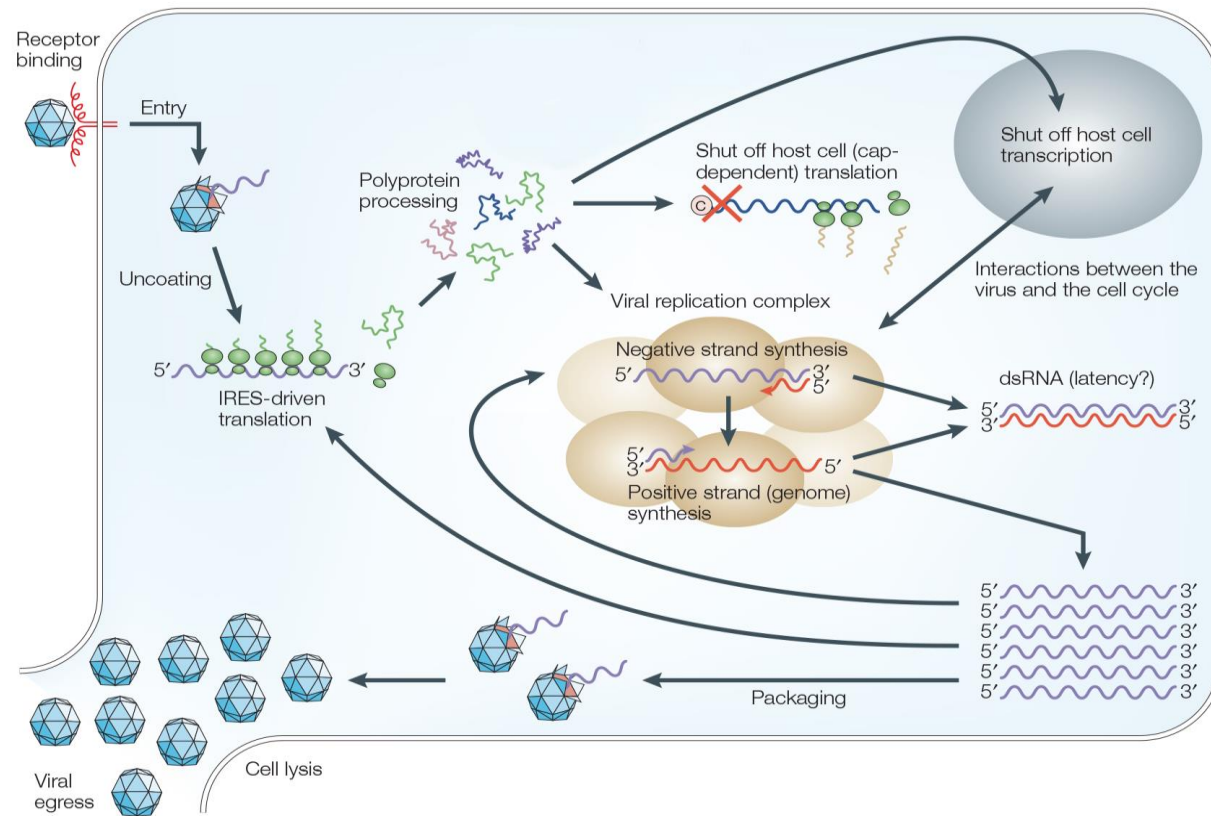 Receptor
binding
Entry
Uncoating
5′
3′
IRES-driven
translation
Polyprotein
processing
Shut off host cell (cap-
dependent) translation
C
Shut off host cell
transcription
Interactions between the
virus and the cell cycle
Viral replication complex
Negative strand synthesis
5′ 3′
5′
5′
3′ 5′
Positive strand (genome)
synthesis
dsRNA (latency?)
5′ 3′
3′ 5′
5′ 3′
5′ 3′
5′ 3′
5′ 3′
5′ 3′
5′ 3′
Packaging
Cell lysis
Viral
egress